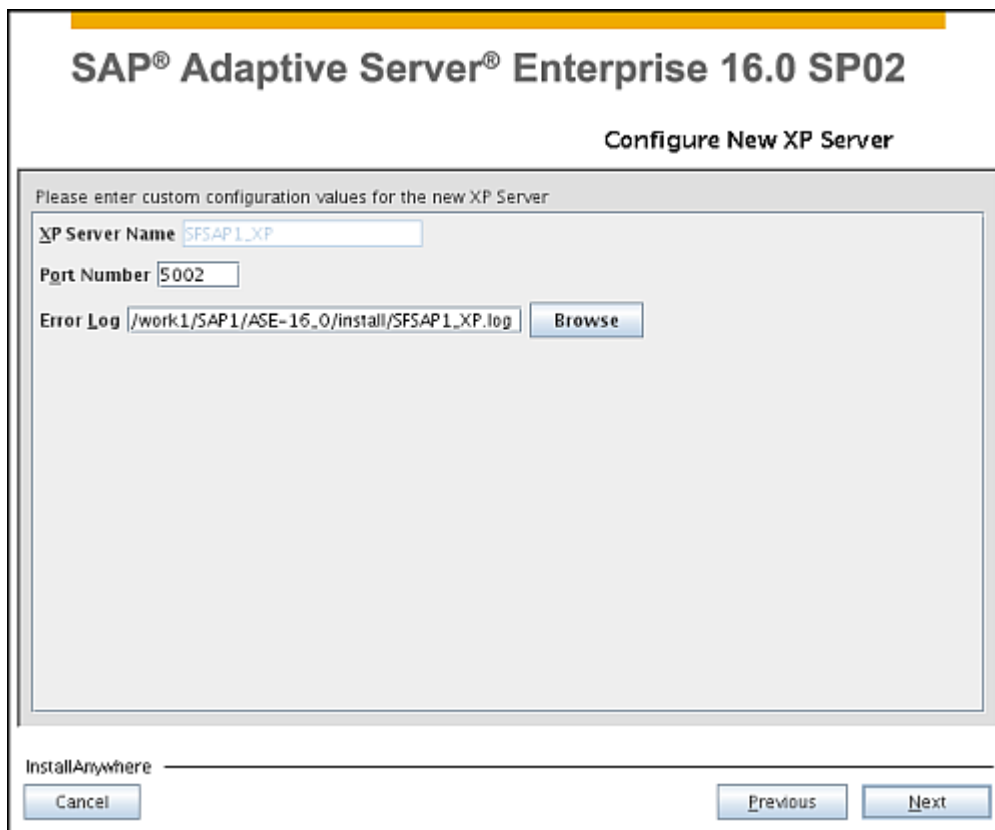 SAP® Adaptive Server® Enterprise 16.0 SP02
Configure New XP Server
Please enter custom configuration values for the new XP Server
XP Server Name SFSAP1_XP
Port Number 5002
Error Log /work1/SAP1/ASE-16_0/install/SFSAP1_XP.log Browse
InstallAnywhere
Cancel Previous Next